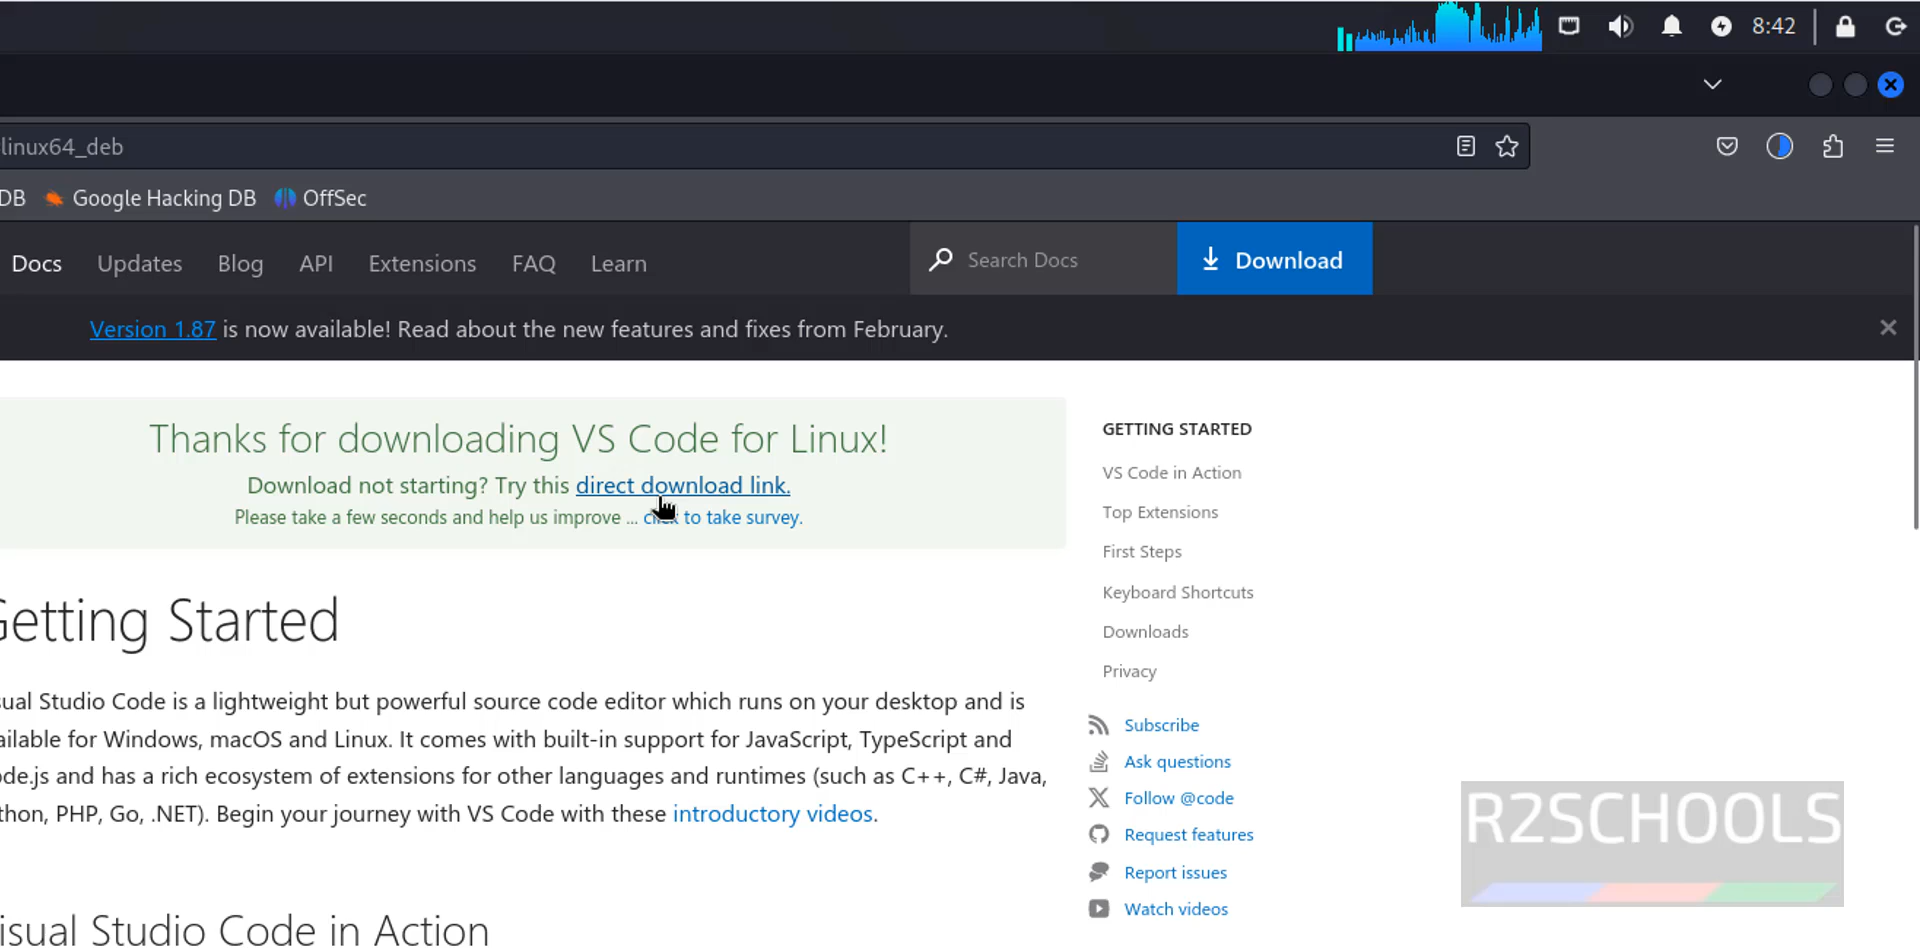 8:42
linux64_deb
DB Google Hacking DB OffSec
Docs Updates Blog API Extensions FAQ Learn Search Docs Download
Version 1.87 is now available! Read about the new features and fixes from February.
Thanks for downloading VS Code for Linux!
Download not starting? Try this direct download link.
Please take a few seconds and help us improve ... click to take survey.
Getting Started
sual Studio Code is a lightweight but powerful source code editor which runs on your desktop and is
ailable for Windows, macOS and Linux. It comes with built-in support for JavaScript, TypeScript and
de.js and has a rich ecosystem of extensions for other languages and runtimes (such as C++, C#, Java,
thon, PHP, Go, .NET). Begin your journey with VS Code with these introductory videos.
isual Studio Code in Action
GETTING STARTED
VS Code in Action
Top Extensions
First Steps
Keyboard Shortcuts
Downloads
Privacy
Subscribe
Ask questions
Follow @code
Request features
Report issues
Watch videos
R2SCHOOLS